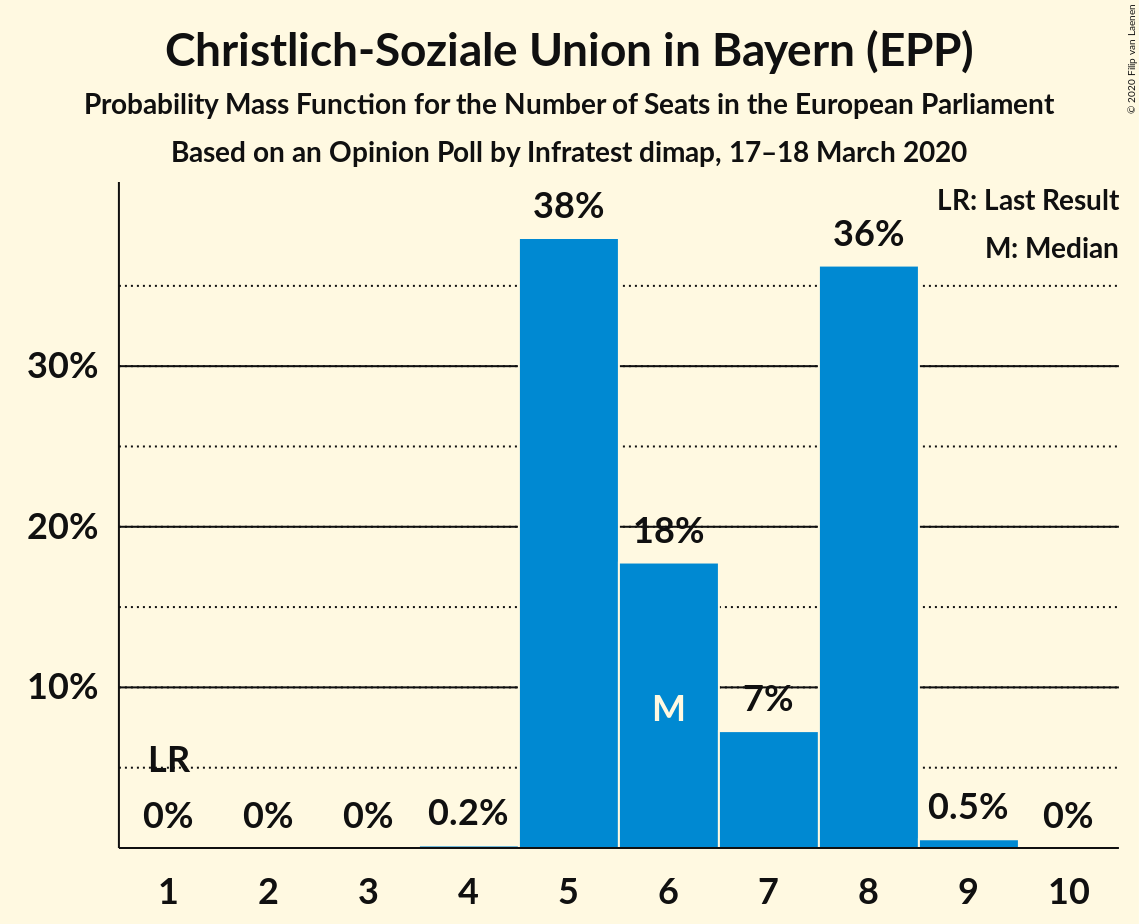 Christlich-Soziale Union in Bayern (EPP)
Probability Mass Function for the Number of Seats in the European Parliament
Based on an Opinion Poll by Infratest dimap, 17–18 March 2020
© 2020 Filip van Laenen
LR: Last Result
M: Median
38%
36%
30%
20%
18%
10%
M
7%
LR
0%
0%
0%
0.2%
0.5%
0%
1 2 3 4 5 6 7 8 9 10